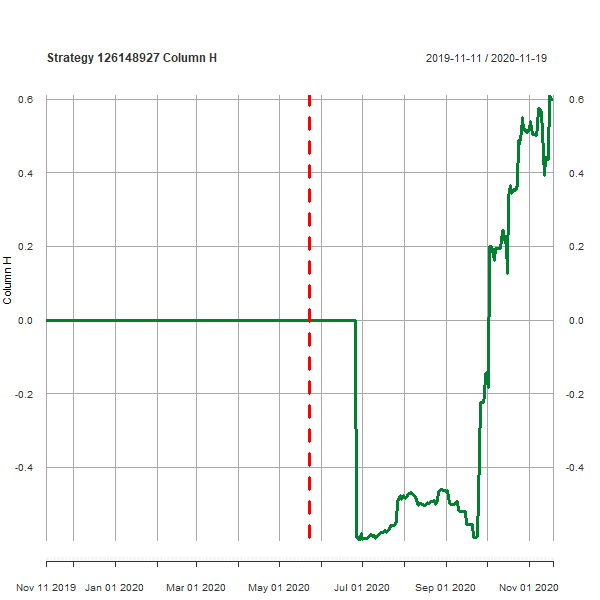 Strategy 126148927 Column H
2019-11-11 / 2020-11-19
0.6
0.6
0.4
0.4
0.2
0.2
Column H
0.0
0.0
-0.2
-0.2
-0.4
-0.4
Nov 11 2019
Jan 01 2020
Mar 01 2020
May 01 2020
Jul 01 2020
Sep 01 2020
Nov 01 2020